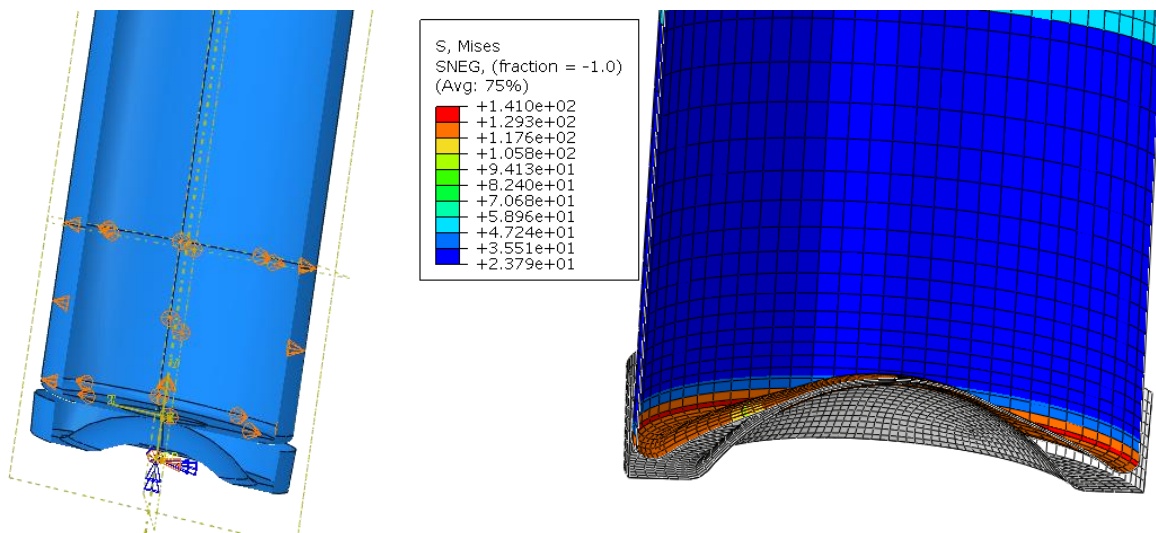 S, Mises
SNEG, (fraction = -1.0)
(Avg: 75%)
+1.410e+02
+1.293e+02
+1.176e+02
+1.058e+02
+9.413e+01
+8.240e+01
+7.068e+01
+5.896e+01
+4.724e+01
+3.551e+01
+2.379e+01